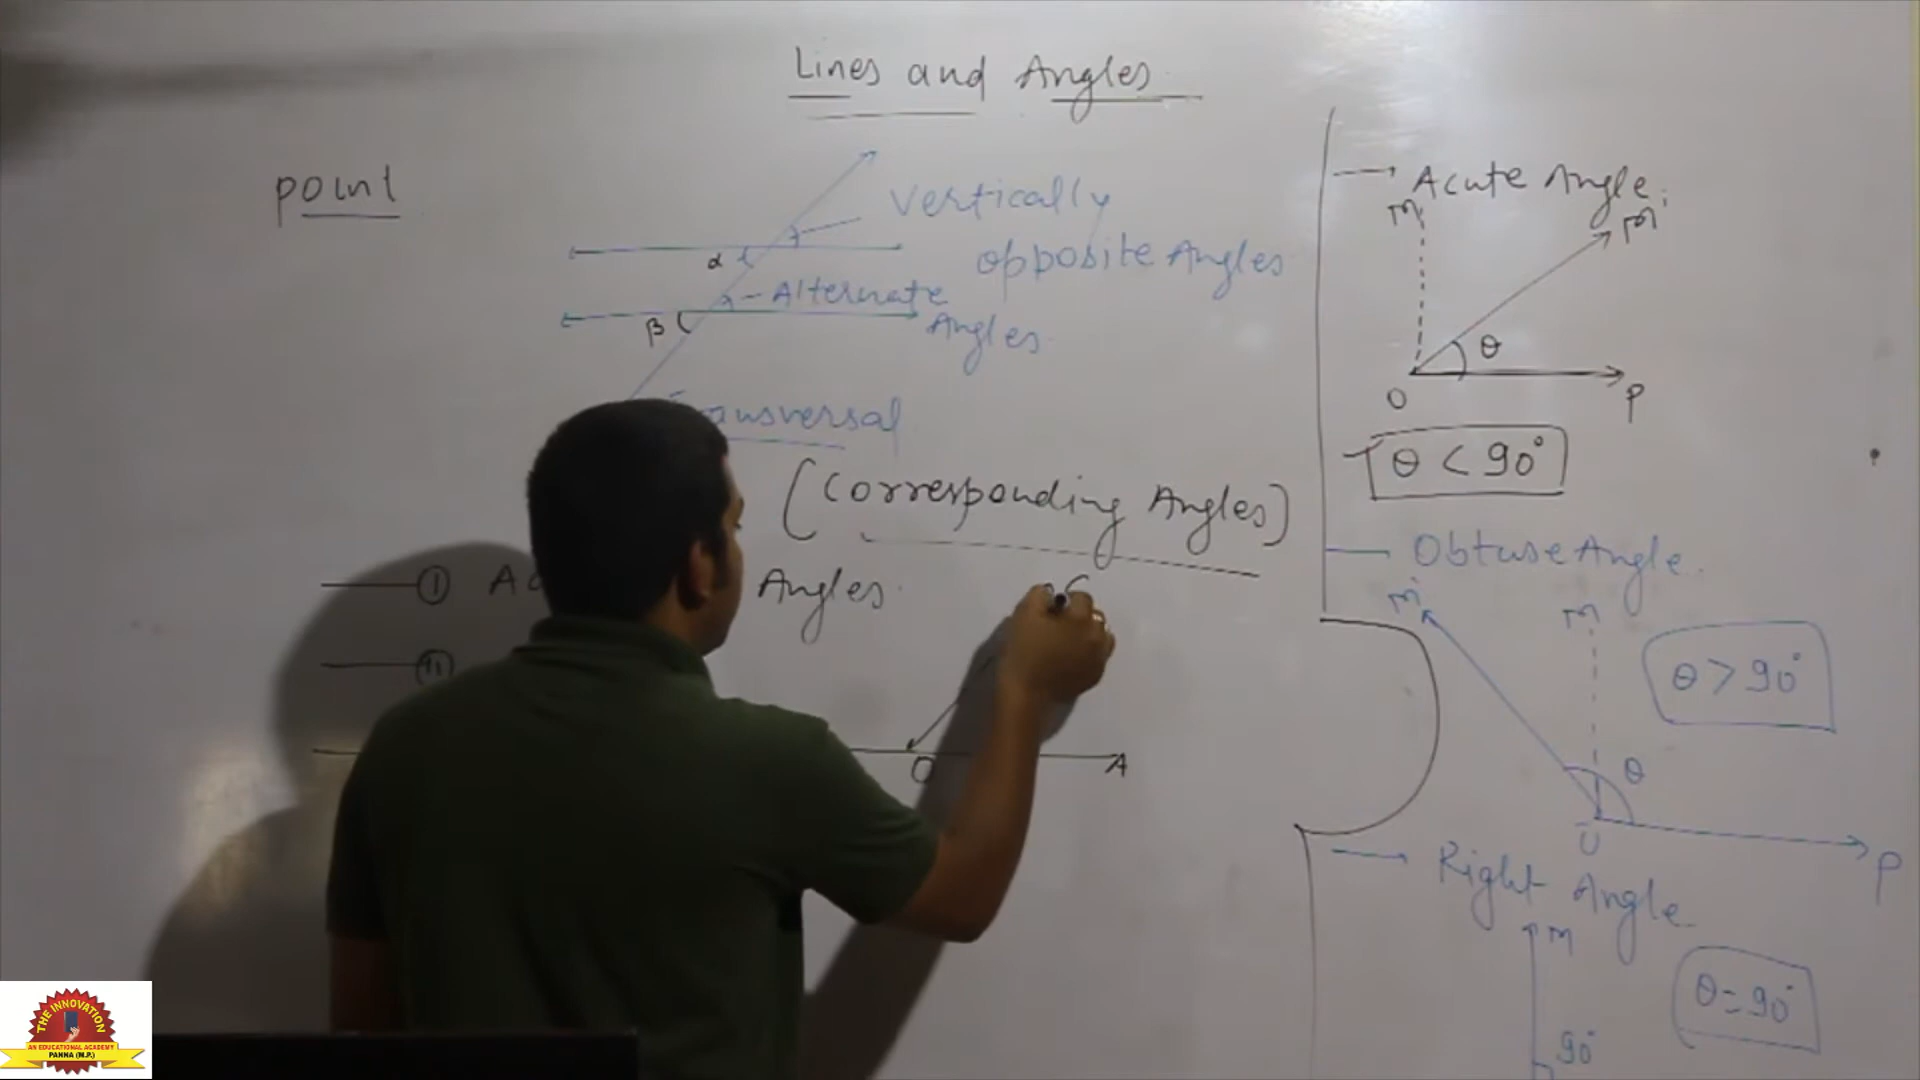 Lines and Angles
point
Vertically
opposite Angles
α
Alternate
Angles
β
(Corresponding Angles)
① Angles.
O
A
→ Acute Angle.
M
M'
θ
O
P
θ < 90°
Obtuse Angle.
M'
M
θ > 90°
θ
O
P
Right Angle
M
θ = 90°
90°
THE INNOVATION
AN EDUCATIONAL ACADEMY
PANNA (M.P.)